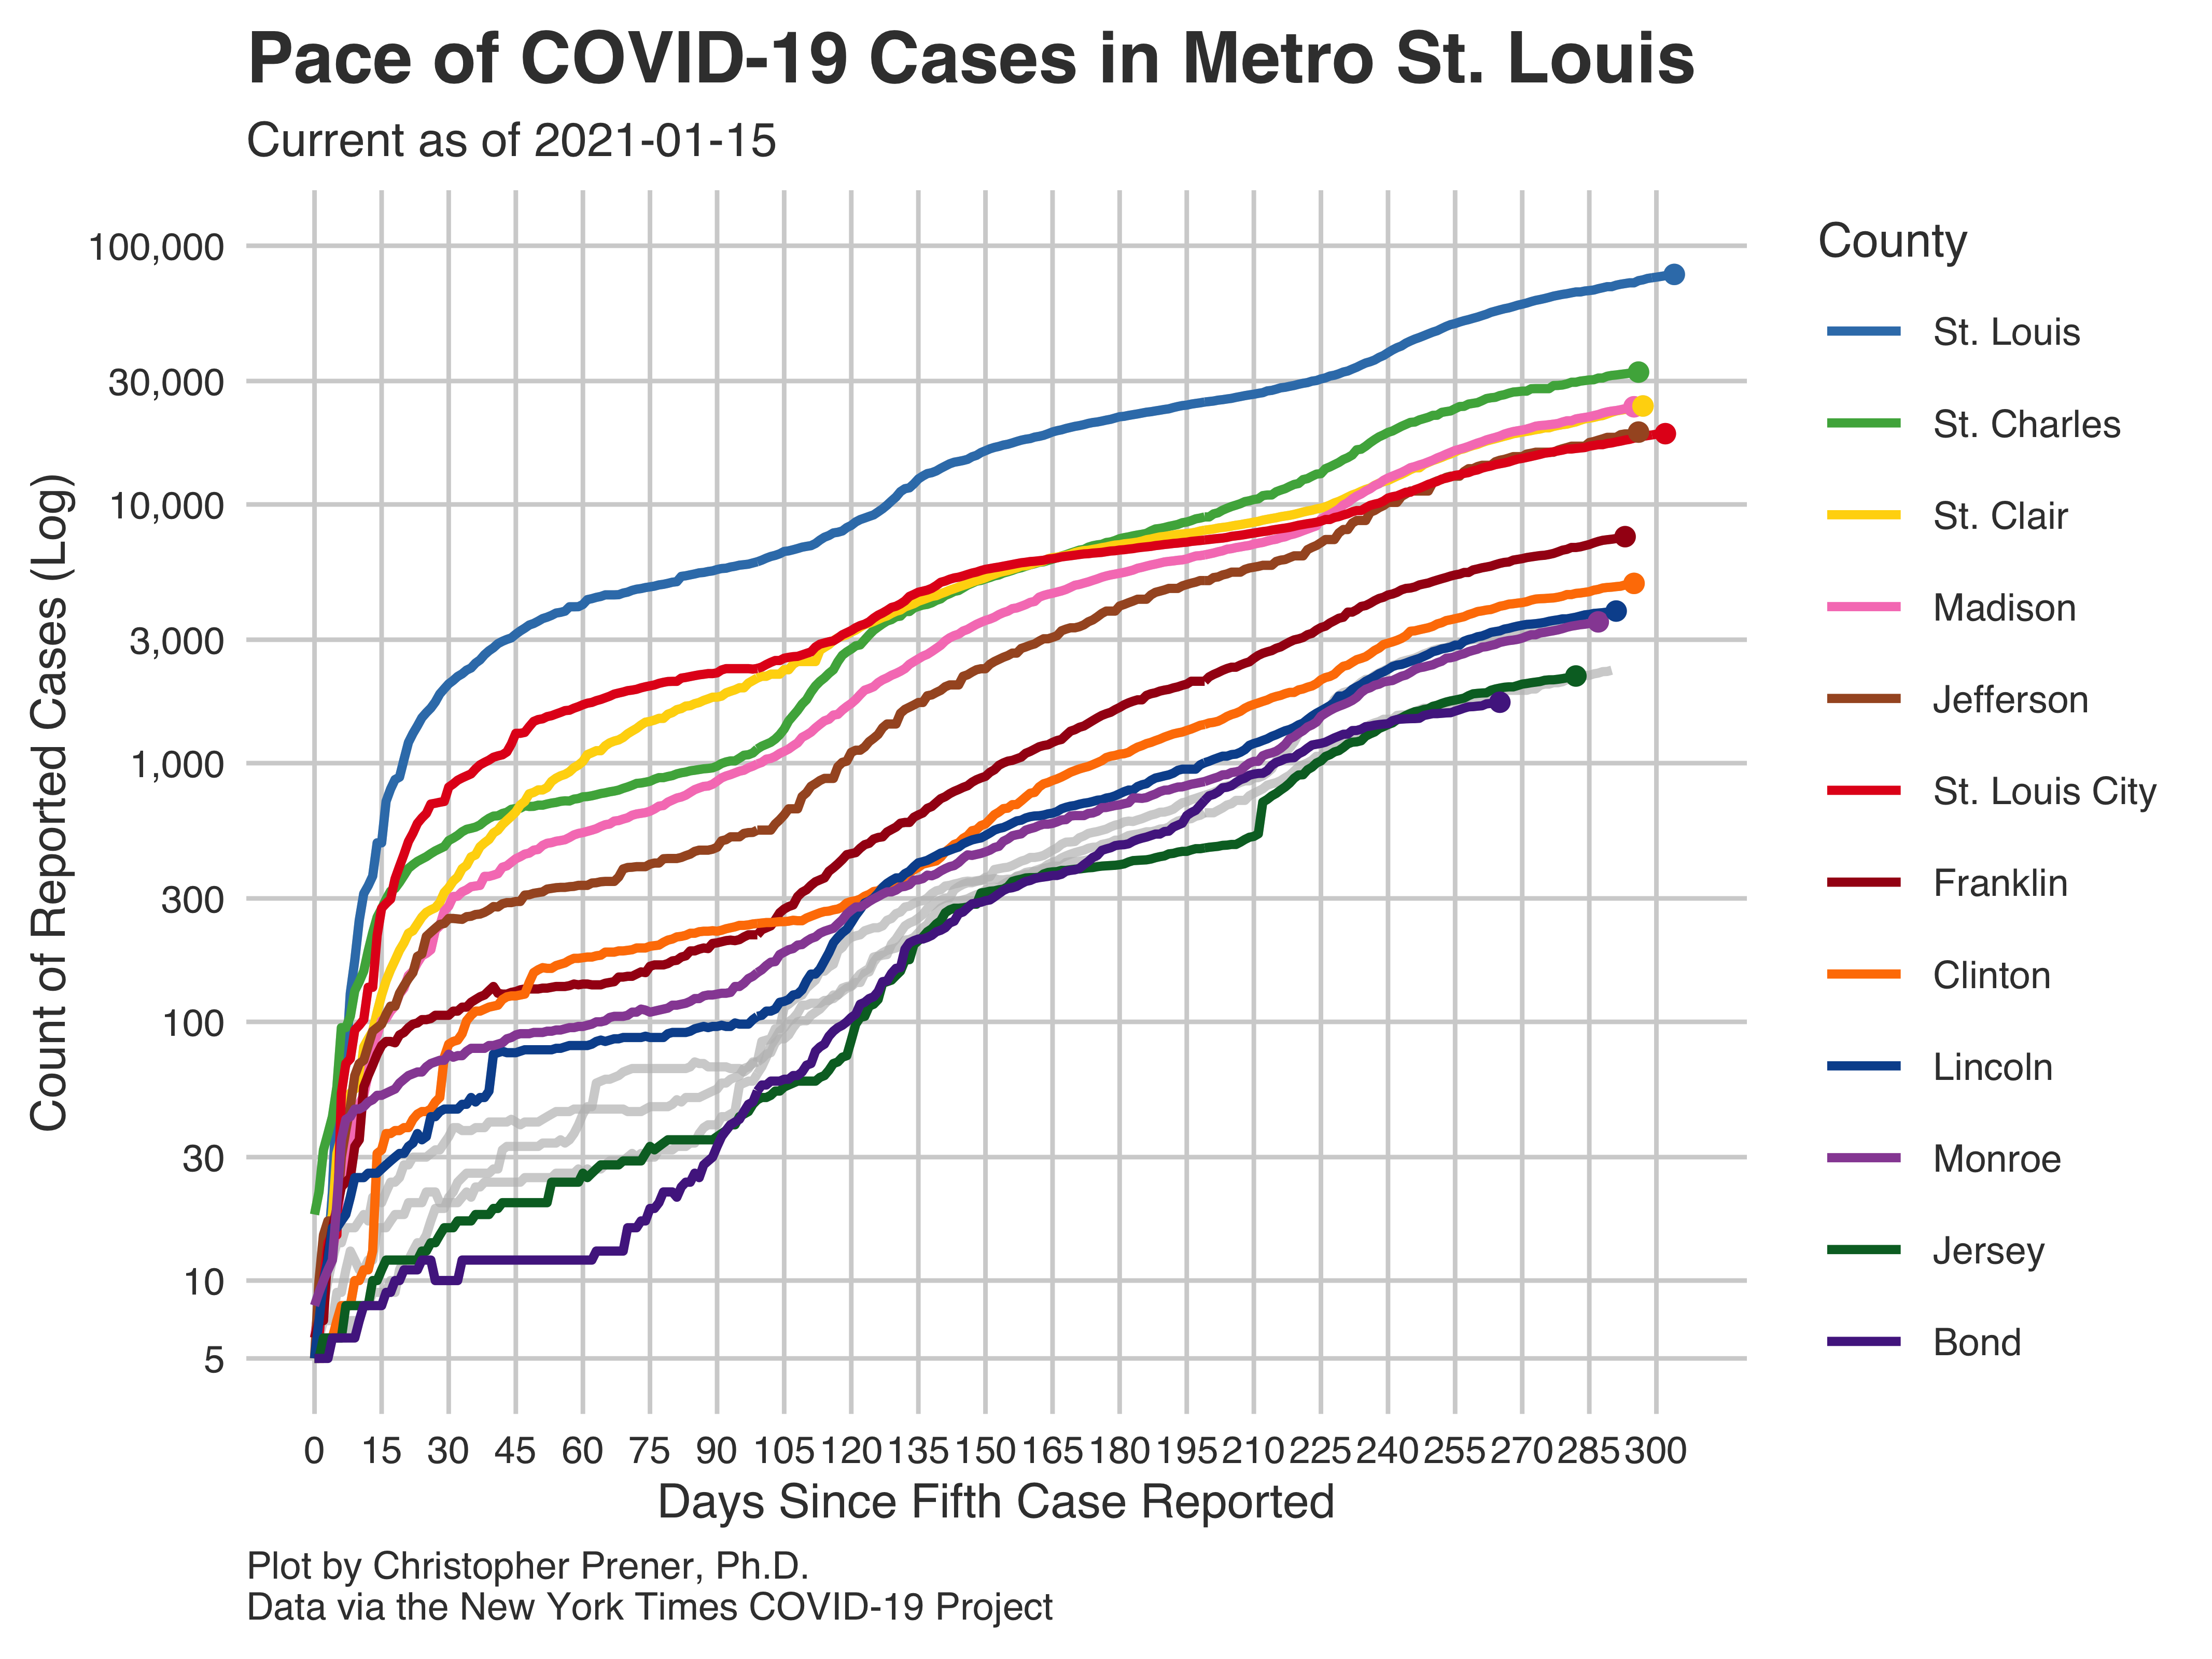 Pace of COVID-19 Cases in Metro St. Louis
Current as of 2021-01-15
Count of Reported Cases (Log)
100,000
30,000
10,000
3,000
1,000
300
100
30
10
5
0 15 30 45 60 75 90 105 120 135 150 165 180 195 210 225 240 255 270 285 300
Days Since Fifth Case Reported
County
St. Louis
St. Charles
St. Clair
Madison
Jefferson
St. Louis City
Franklin
Clinton
Lincoln
Monroe
Jersey
Bond
Plot by Christopher Prener, Ph.D.
Data via the New York Times COVID-19 Project